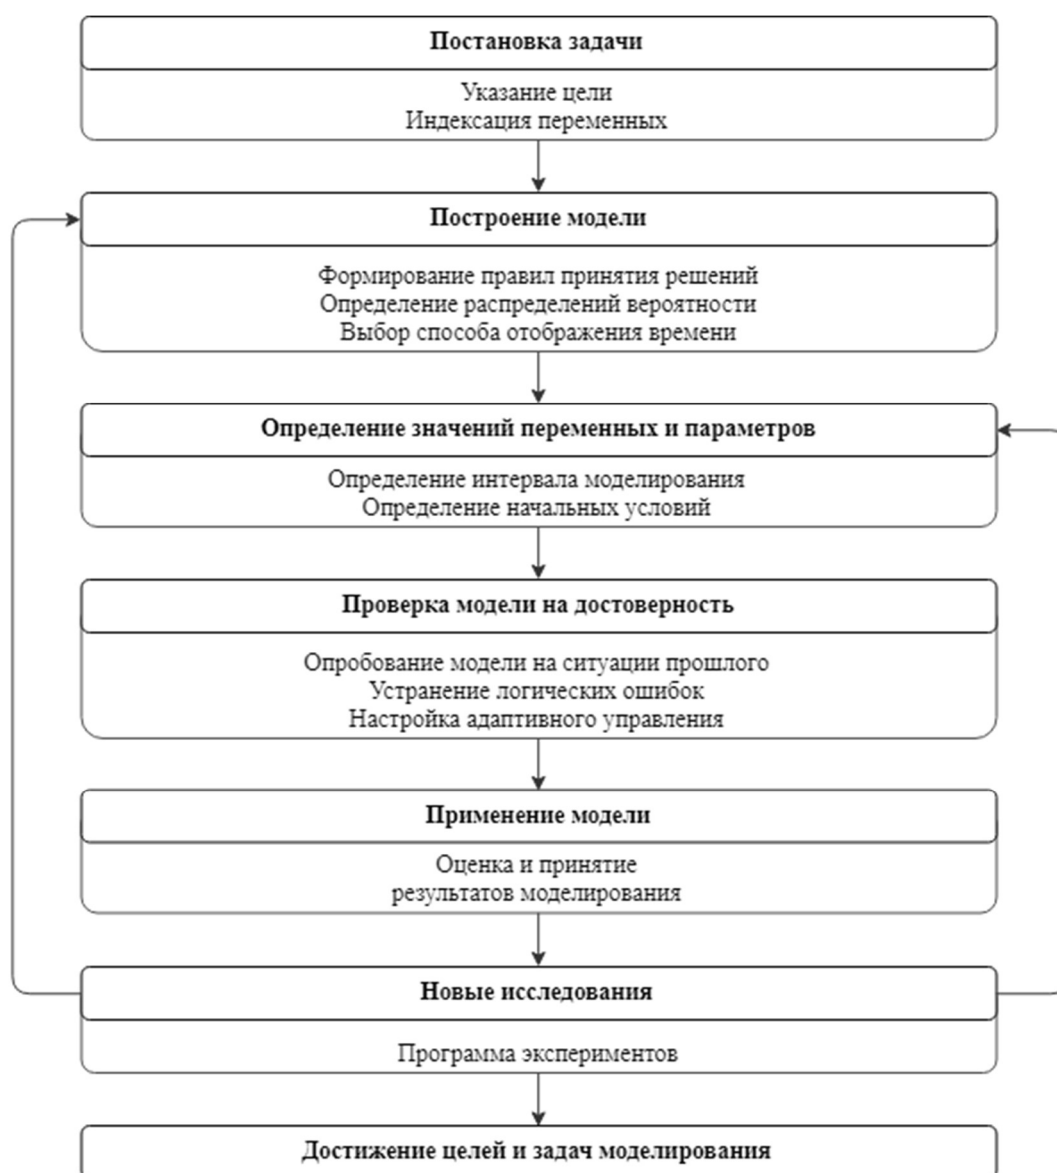 Постановка задачи
Указание цели
Индексация переменных
Построение модели
Формирование правил принятия решений
Определение распределений вероятности
Выбор способа отображения времени
Определение значений переменных и параметров
Определение интервала моделирования
Определение начальных условий
Проверка модели на достоверность
Опробование модели на ситуации прошлого
Устранение логических ошибок
Настройка адаптивного управления
Применение модели
Оценка и принятие
результатов моделирования
Новые исследования
Программа экспериментов
Достижение целей и задач моделирования